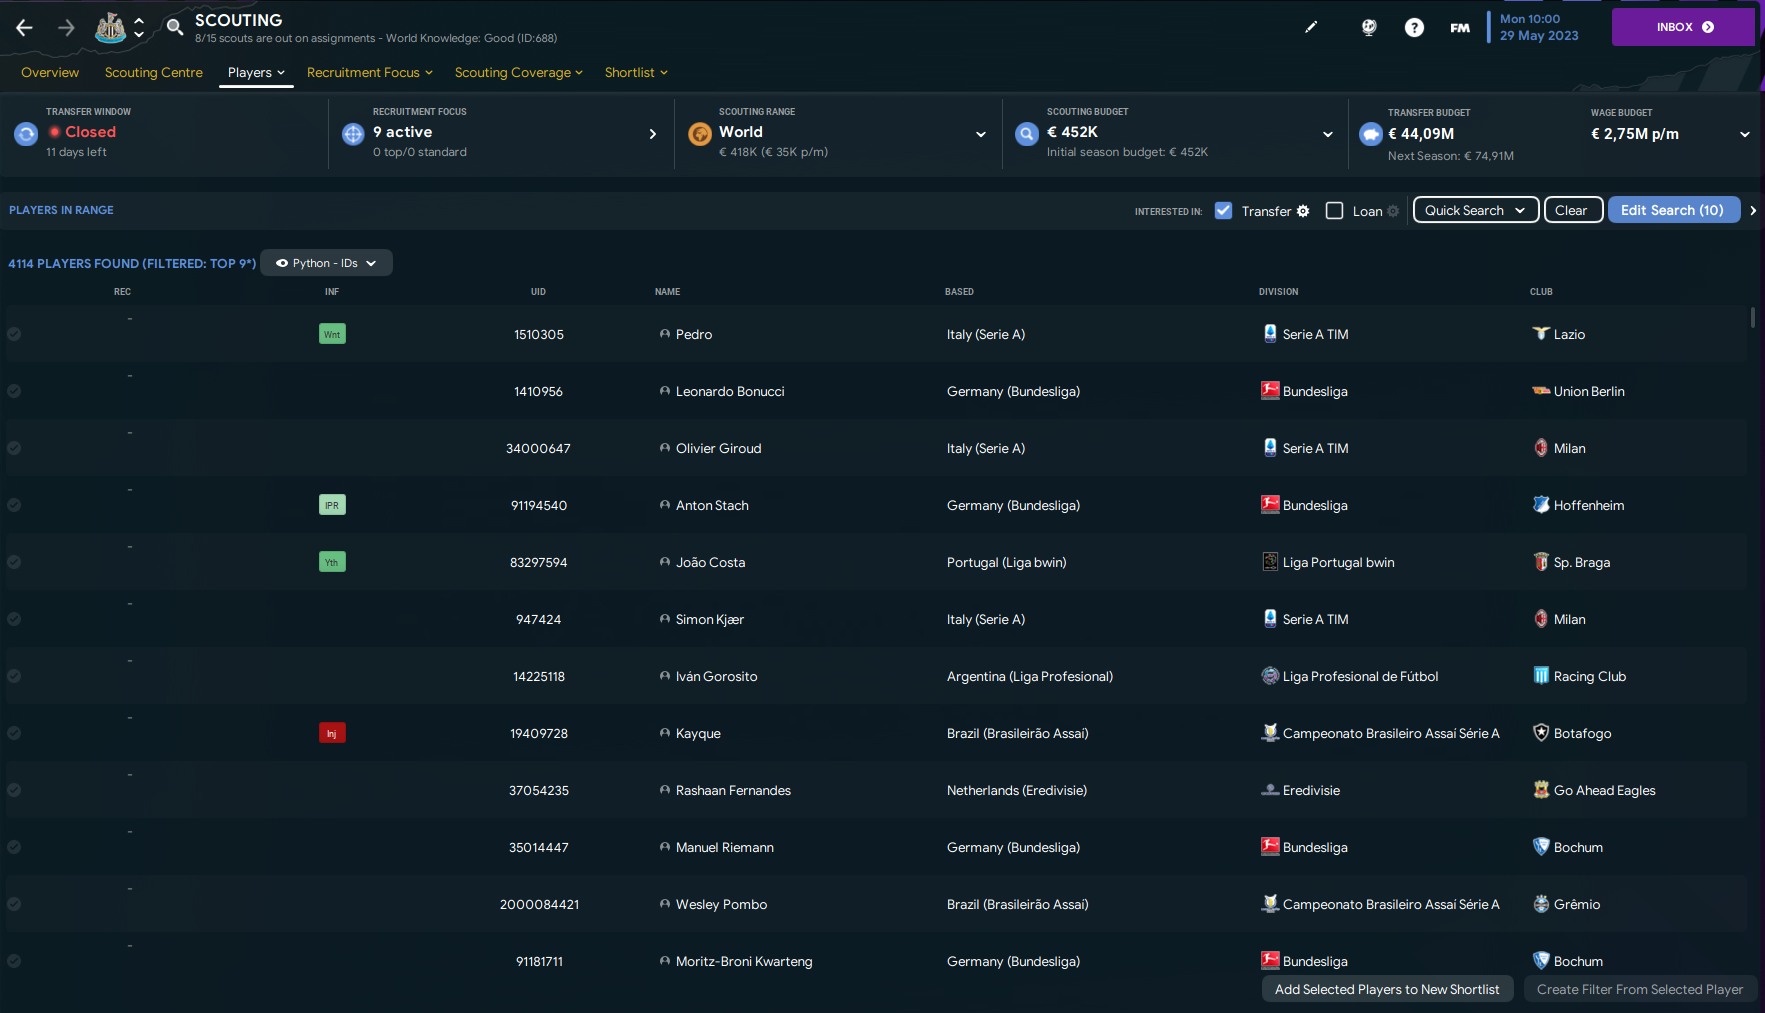 SCOUTING
8/15 scouts are out on assignments - World Knowledge: Good (ID:688)
FM
Mon 10:00
29 May 2023
INBOX
Overview Scouting Centre Players Recruitment Focus Scouting Coverage Shortlist
TRANSFER WINDOW
Closed
11 days left
RECRUITMENT FOCUS
9 active
0 top/0 standard
SCOUTING RANGE
World
€ 418K (€ 35K p/m)
SCOUTING BUDGET
€ 452K
Initial season budget: € 452K
TRANSFER BUDGET
€ 44,09M
Next Season: € 74,91M
WAGE BUDGET
€ 2,75M p/m
PLAYERS IN RANGE INTERESTED IN: Transfer Loan Quick Search Clear Edit Search (10)
4114 PLAYERS FOUND (FILTERED: TOP 9*) Python - IDs
REC INF UID NAME BASED DIVISION CLUB
- Wnt 1510305 Pedro Italy (Serie A) Serie A TIM Lazio
- 1410956 Leonardo Bonucci Germany (Bundesliga) Bundesliga Union Berlin
- 34000647 Olivier Giroud Italy (Serie A) Serie A TIM Milan
- IPR 91194540 Anton Stach Germany (Bundesliga) Bundesliga Hoffenheim
- Yth 83297594 João Costa Portugal (Liga bwin) Liga Portugal bwin Sp. Braga
- 947424 Simon Kjær Italy (Serie A) Serie A TIM Milan
- 14225118 Iván Gorosito Argentina (Liga Profesional) Liga Profesional de Fútbol Racing Club
- Inj 19409728 Kayque Brazil (Brasileirão Assaí) Campeonato Brasileiro Assaí Série A Botafogo
- 37054235 Rashaan Fernandes Netherlands (Eredivisie) Eredivisie Go Ahead Eagles
- 35014447 Manuel Riemann Germany (Bundesliga) Bundesliga Bochum
- 2000084421 Wesley Pombo Brazil (Brasileirão Assaí) Campeonato Brasileiro Assaí Série A Grêmio
- 91181711 Moritz-Broni Kwarteng Germany (Bundesliga) Bundesliga Bochum
Add Selected Players to New Shortlist Create Filter From Selected Player